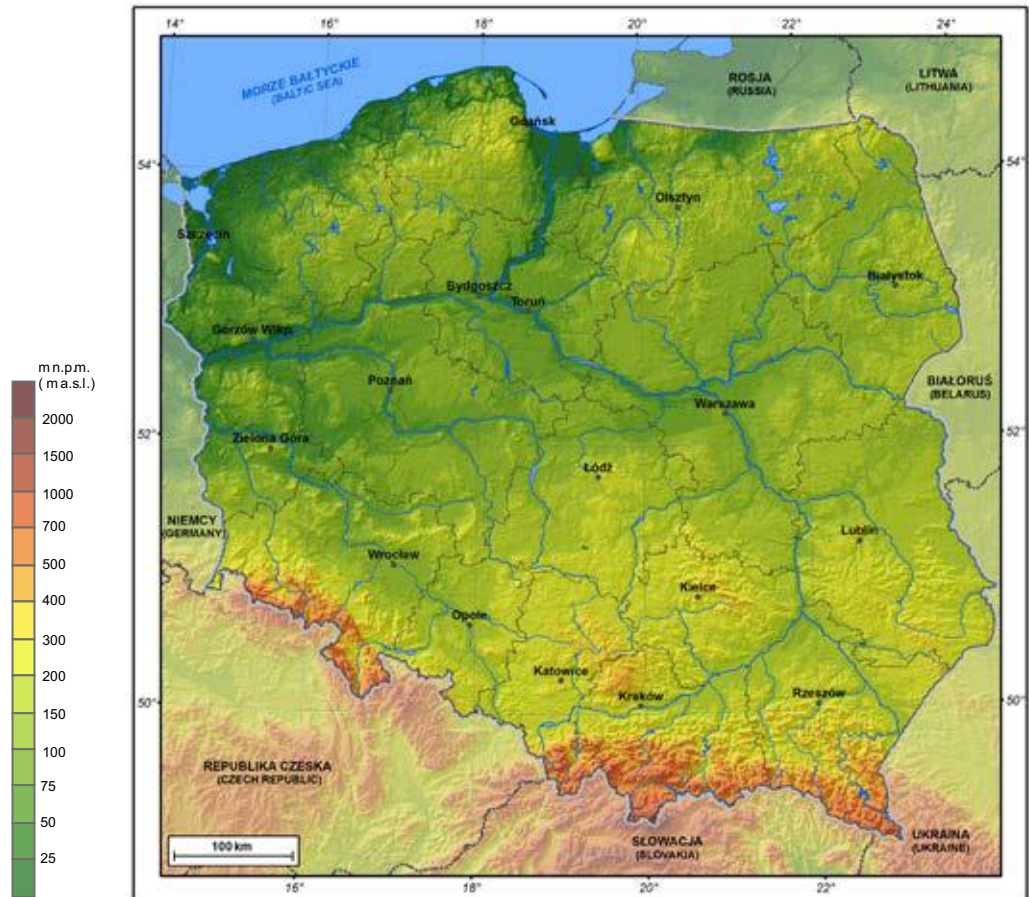 14°
16°
18°
20°
22°
24°
MORZE BAŁTYCKIE
(BALTIC SEA)
ROSJA
(RUSSIA)
LITWA
(LITHUANIA)
Gdańsk
54°
54°
Olsztyn
Szczecin
Białystok
Bydgoszcz
Toruń
Gorzów Wlkp.
m n.p.m.
( m a.s.l.)
2000
1500
1000
700
500
400
300
200
150
100
75
50
25
Poznań
BIAŁORUŚ
(BELARUS)
Warszawa
52°
52°
Zielona Góra
Łódź
NIEMCY
(GERMANY)
Lublin
Wrocław
Kielce
Opole
Katowice
Kraków
Rzeszów
50°
50°
REPUBLIKA CZESKA
(CZECH REPUBLIC)
SŁOWACJA
(SLOVAKIA)
UKRAINA
(UKRAINE)
100 km
16°
18°
20°
22°